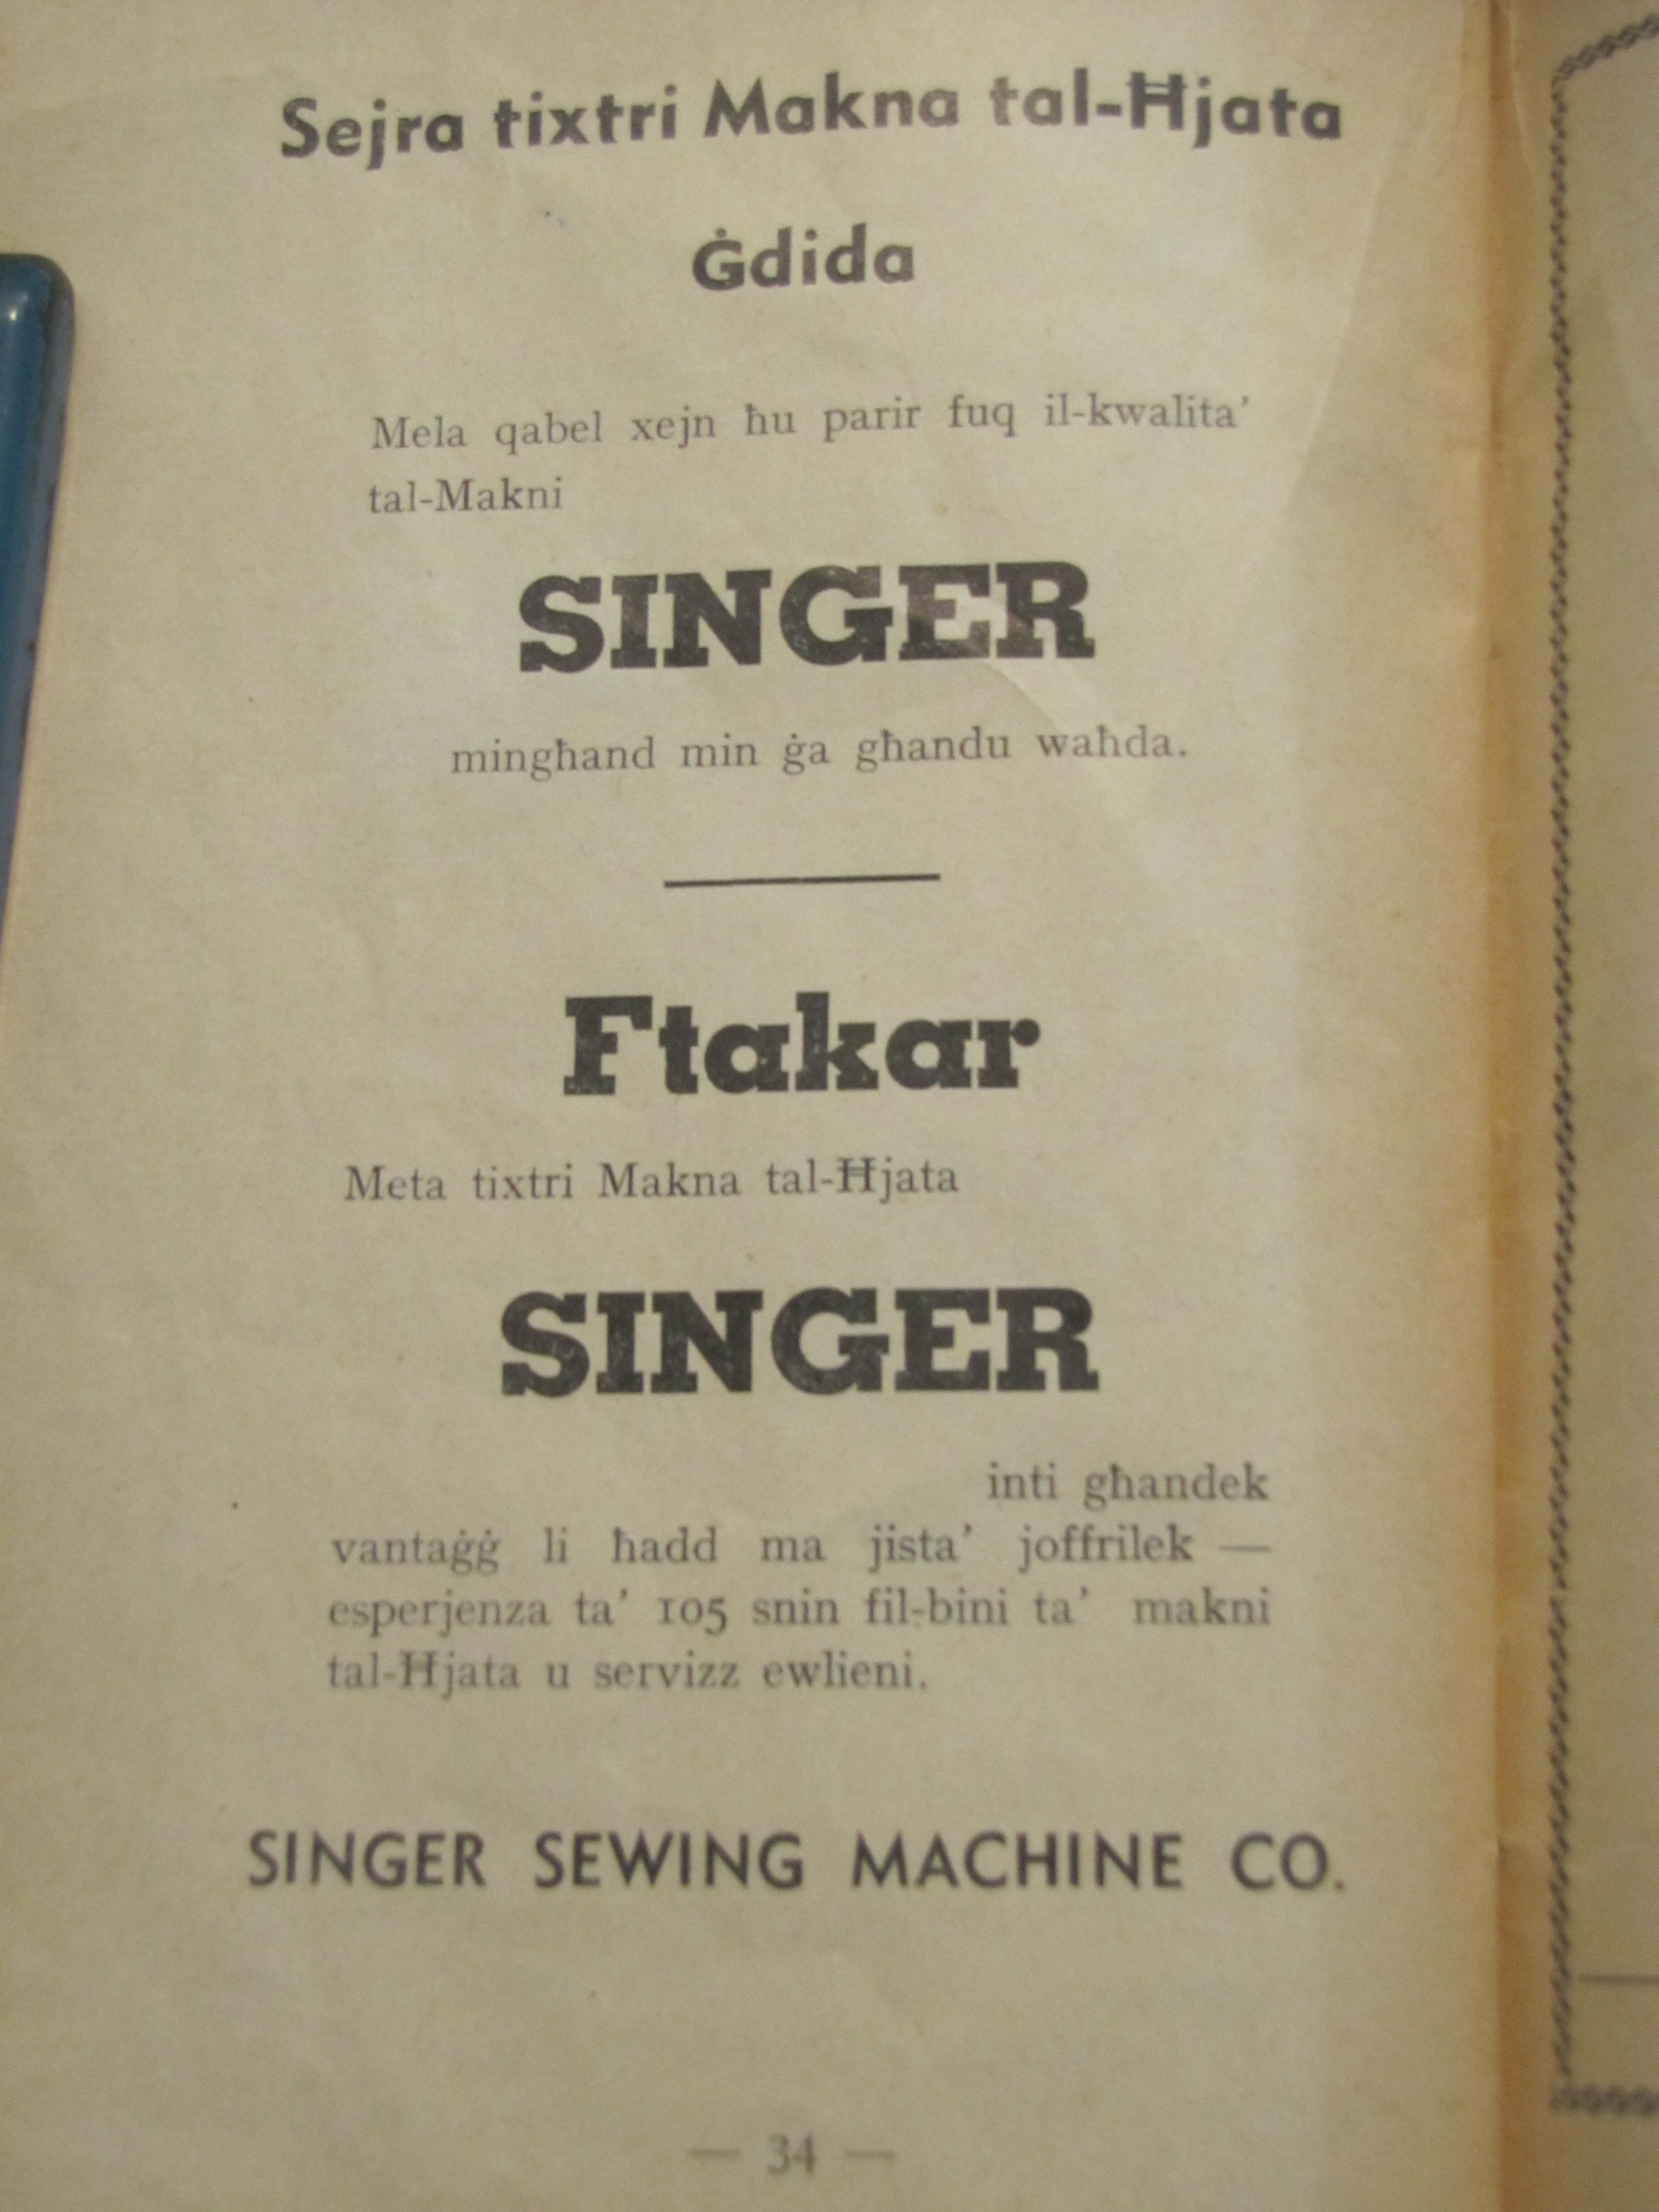 Sejra tixtri Makna tal-Ħjata
Ġdida
Mela qabel xejn ħu parir fuq il-kwalita'
tal-Makni
SINGER
mingħand min ġa għandu waħda.
Ftakar
Meta tixtri Makna tal-Ħjata
SINGER
inti għandek
vantaġġ li ħadd ma jista' joffrilek —
esperjenza ta' 105 snin fil-bini ta' makni
tal-Ħjata u servizz ewlieni.
SINGER SEWING MACHINE CO.
— 34 —